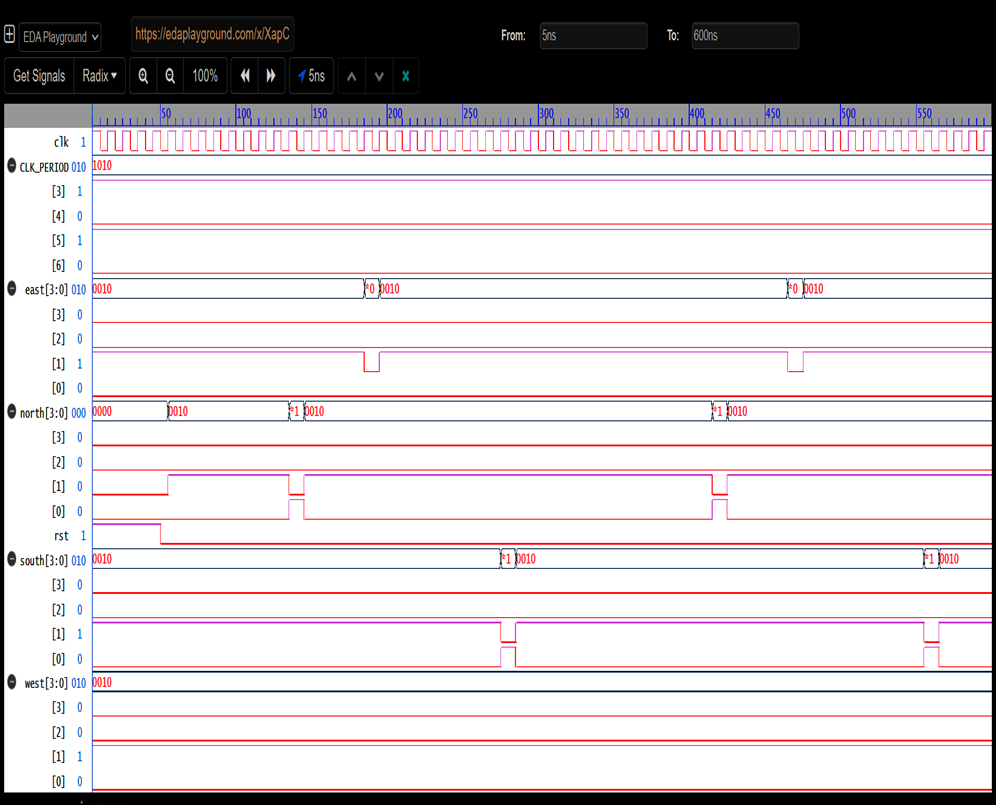 EDA Playground https://edaplayground.com/x/XapC From: 5ns To: 600ns
Get Signals Radix 100% 5ns
50 100 150 200 250 300 350 400 450 500 550
clk 1
CLK_PERIOD 010 1010
[3] 1
[4] 0
[5] 1
[6] 0
east[3:0] 010 0010 *0 0010 *0 0010
[3] 0
[2] 0
[1] 1
[0] 0
north[3:0] 000 0000 0010 *1 0010 *1 0010
[3] 0
[2] 0
[1] 0
[0] 0
rst 1
south[3:0] 010 0010 *1 0010 *1 0010
[3] 0
[2] 0
[1] 1
[0] 0
west[3:0] 010 0010
[3] 0
[2] 0
[1] 1
[0] 0